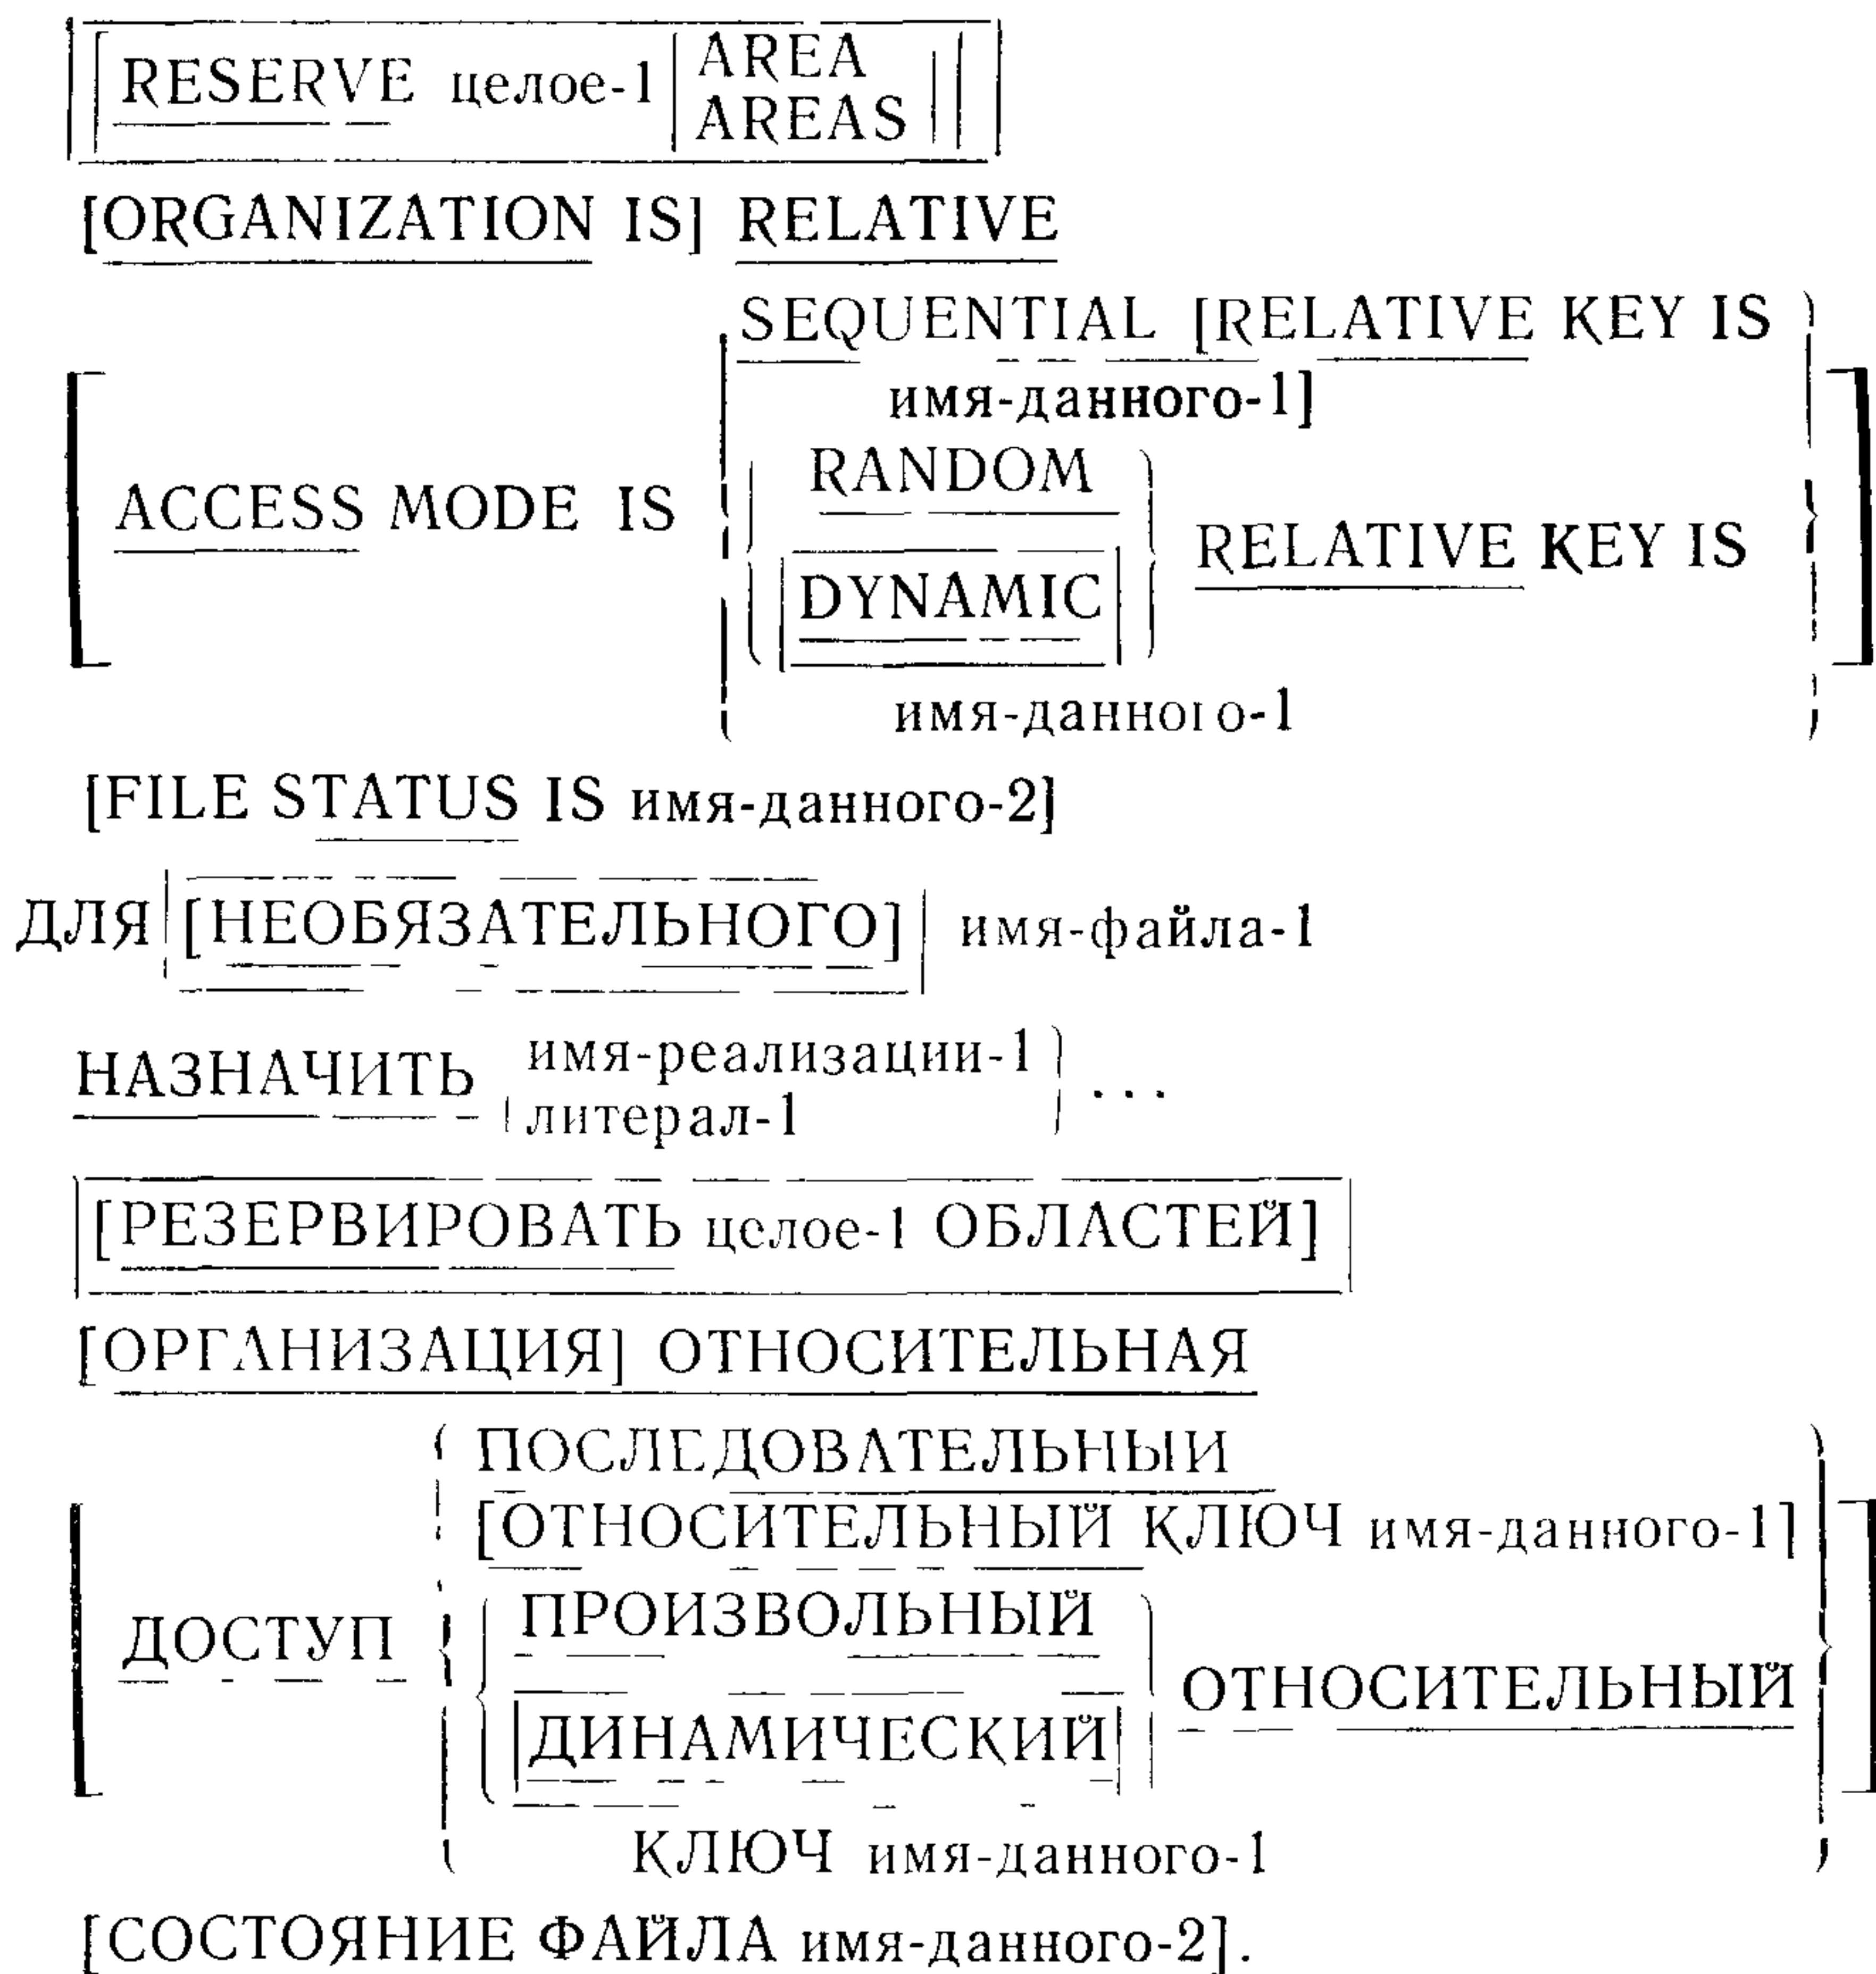 [RESERVE целое-1 |AREA
AREAS|]
[ORGANIZATION IS] RELATIVE
SEQUENTIAL [RELATIVE KEY IS
имя-данного-1]
RANDOM
ACCESS MODE IS
RELATIVE KEY IS
DYNAMIC
имя-данного-1
[FILE STATUS IS имя-данного-2]
ДЛЯ [НЕОБЯЗАТЕЛЬНОГО] имя-файла-1
имя-реализации-1
НАЗНАЧИТЬ { } ...
литерал-1
[РЕЗЕРВИРОВАТЬ целое-1 ОБЛАСТЕЙ]
[ОРГАНИЗАЦИЯ] ОТНОСИТЕЛЬНАЯ
ПОСЛЕДОВАТЕЛЬНЫЙ
[ОТНОСИТЕЛЬНЫЙ КЛЮЧ имя-данного-1]
ПРОИЗВОЛЬНЫЙ
ДОСТУП
ОТНОСИТЕЛЬНЫЙ
ДИНАМИЧЕСКИЙ
КЛЮЧ имя-данного-1
[СОСТОЯНИЕ ФАЙЛА имя-данного-2].